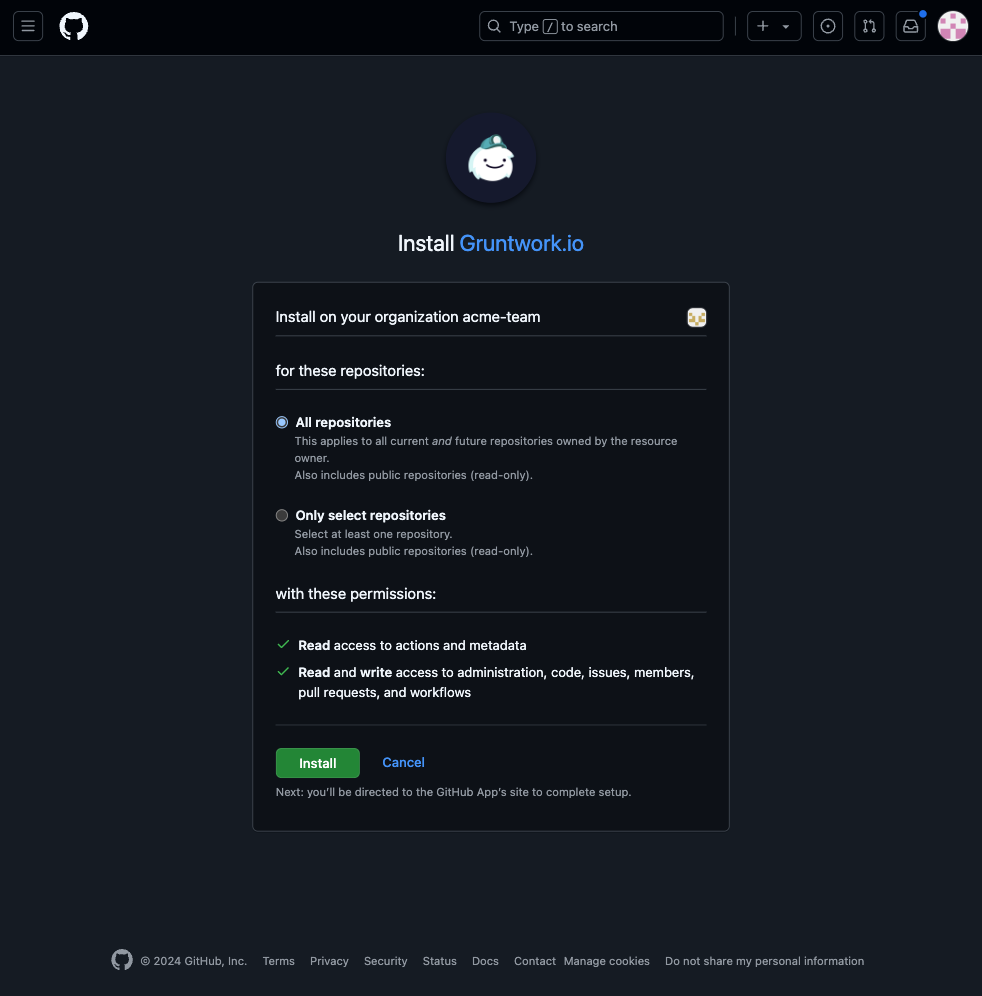 Type / to search
Install Gruntwork.io
Install on your organization acme-team
for these repositories:
All repositories
This applies to all current and future repositories owned by the resource
owner.
Also includes public repositories (read-only).
Only select repositories
Select at least one repository.
Also includes public repositories (read-only).
with these permissions:
Read access to actions and metadata
Read and write access to administration, code, issues, members,
pull requests, and workflows
Install Cancel
Next: you'll be directed to the GitHub App's site to complete setup.
© 2024 GitHub, Inc. Terms Privacy Security Status Docs Contact Manage cookies Do not share my personal information